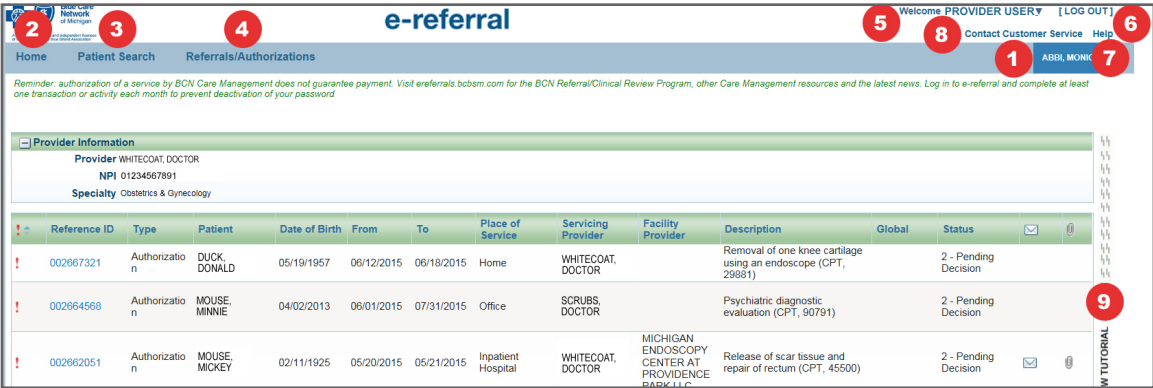 Blue Care
Network
of Michigan
e-referral
5
Welcome PROVIDER USER▼ [ LOG OUT ]
6
8
Contact Customer Service Help
2
3
4
Home Patient Search Referrals/Authorizations
1
ABBI, MONIC
7
Reminder: authorization of a service by BCN Care Management does not guarantee payment. Visit ereferrals.bcbsm.com for the BCN Referral/Clinical Review Program, other Care Management resources and the latest news. Log in to e-referral and complete at least
one transaction or activity each month to prevent deactivation of your password
Provider Information
Provider WHITECOAT, DOCTOR
NPI 01234567891
Specialty Obstetrics & Gynecology
! Reference ID Type Patient Date of Birth From To Place of Service Servicing Provider Facility Provider Description Global Status
! 002667321 Authorizatio n DUCK, DONALD 05/19/1957 06/12/2015 06/18/2015 Home WHITECOAT, DOCTOR Removal of one knee cartilage using an endoscope (CPT, 29881) 2 - Pending Decision
! 002664568 Authorizatio n MOUSE, MINNIE 04/02/2013 06/01/2015 07/31/2015 Office SCRUBS, DOCTOR Psychiatric diagnostic evaluation (CPT, 90791) 2 - Pending Decision
! 002662051 Authorizatio n MOUSE, MICKEY 02/11/1925 05/20/2015 05/21/2015 Inpatient Hospital WHITECOAT, DOCTOR MICHIGAN ENDOSCOPY CENTER AT PROVIDENCE PARK LLC Release of scar tissue and repair of rectum (CPT, 45500) 2 - Pending Decision
9
W TUTORIAL